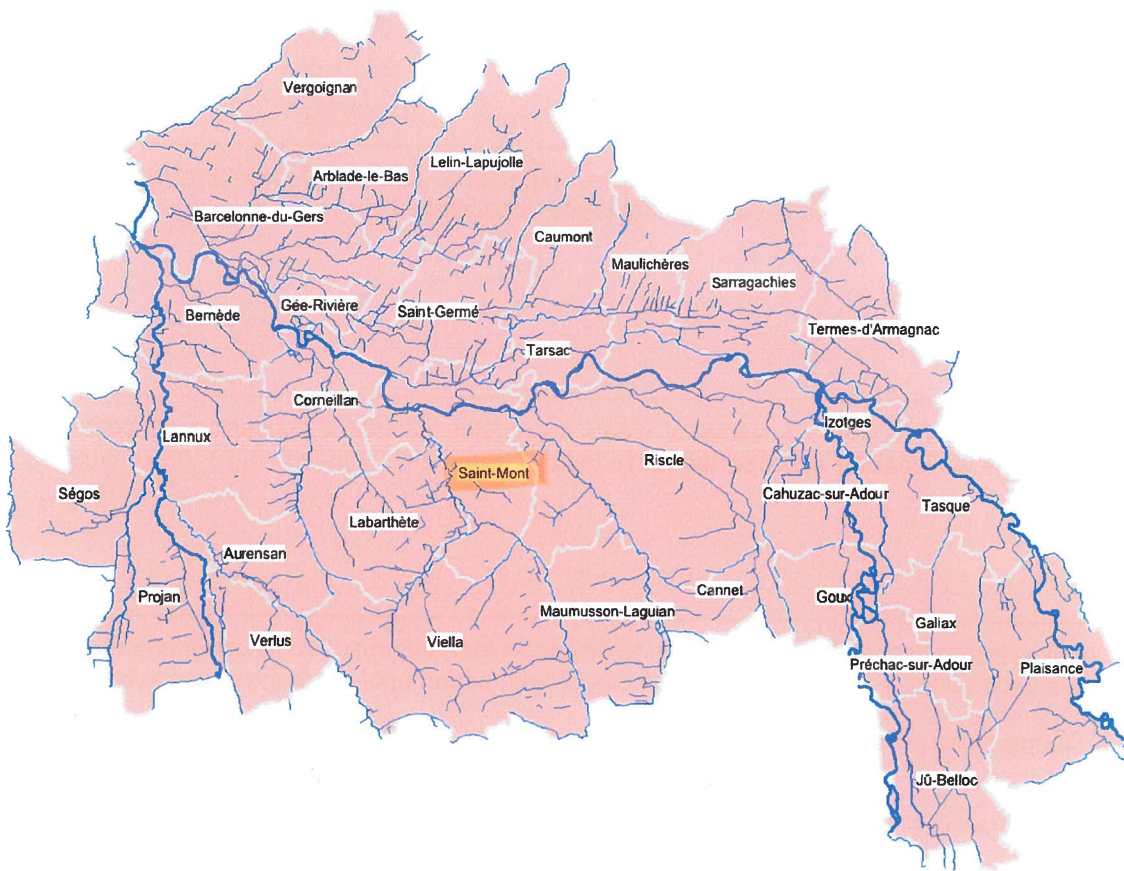 Vergoignan
Lelin-Lapujolle
Arblade-le-Bas
Barcelonne-du-Gers
Caumont
Maulichères
Sarragachies
Gée-Rivière
Saint-Germé
Bernède
Termes-d'Armagnac
Tarsac
Corneillan
Izotges
Lannux
Riscle
Saint-Mont
Ségos
Cahuzac-sur-Adour
Tasque
Labarthète
Aurensan
Projan
Cannet
Goux
Maumusson-Laguian
Galiax
Verlus
Viella
Préchac-sur-Adour
Plaisance
Jû-Belloc